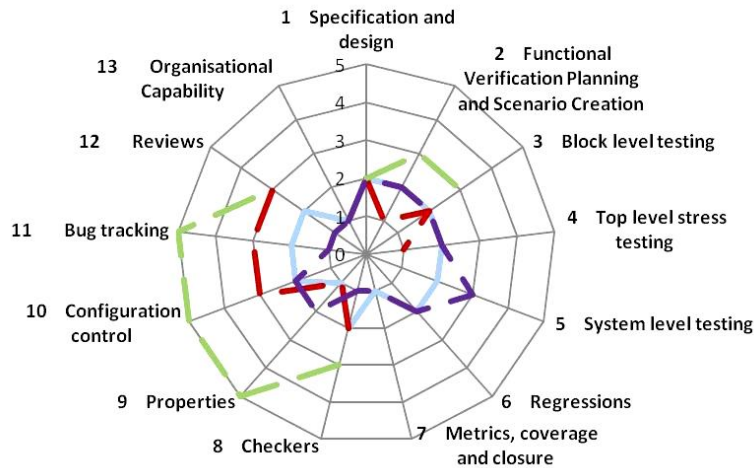 1 Specification and
design
2 Functional
Verification Planning
and Scenario Creation
3 Block level testing
4 Top level stress
testing
5 System level testing
6 Regressions
7 Metrics, coverage
and closure
8 Checkers
9 Properties
10 Configuration
control
11 Bug tracking
12 Reviews
13 Organisational
Capability
5
4
3
2
1
0